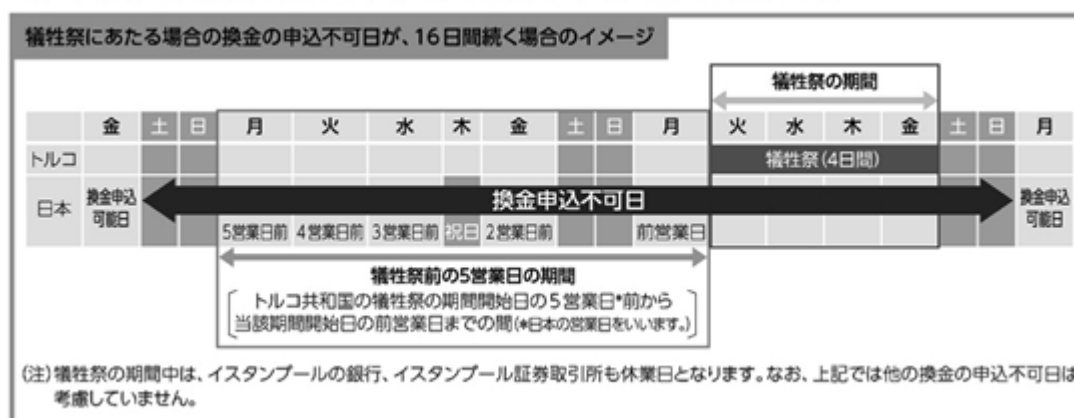 犠牲祭にあたる場合の換金の申込不可日が、16日間続く場合のイメージ
犠牲祭の期間
金 土 日 月 火 水 木 金 土 日 月 火 水 木 金 土 日 月
トルコ 犠牲祭(4日間)
日本 換金申込可能日 換金申込不可日 換金申込可能日
5営業日前 4営業日前 3営業日前 祝日 2営業日前 前営業日
犠牲祭前の5営業日の期間
トルコ共和国の犠牲祭の期間開始日の5営業日*前から
当該期間開始日の前営業日までの間(*日本の営業日をいいます。)
(注)犠牲祭の期間中は、イスタンブールの銀行、イスタンブール証券取引所も休業日となります。なお、上記では他の換金の申込不可日は
考慮していません。